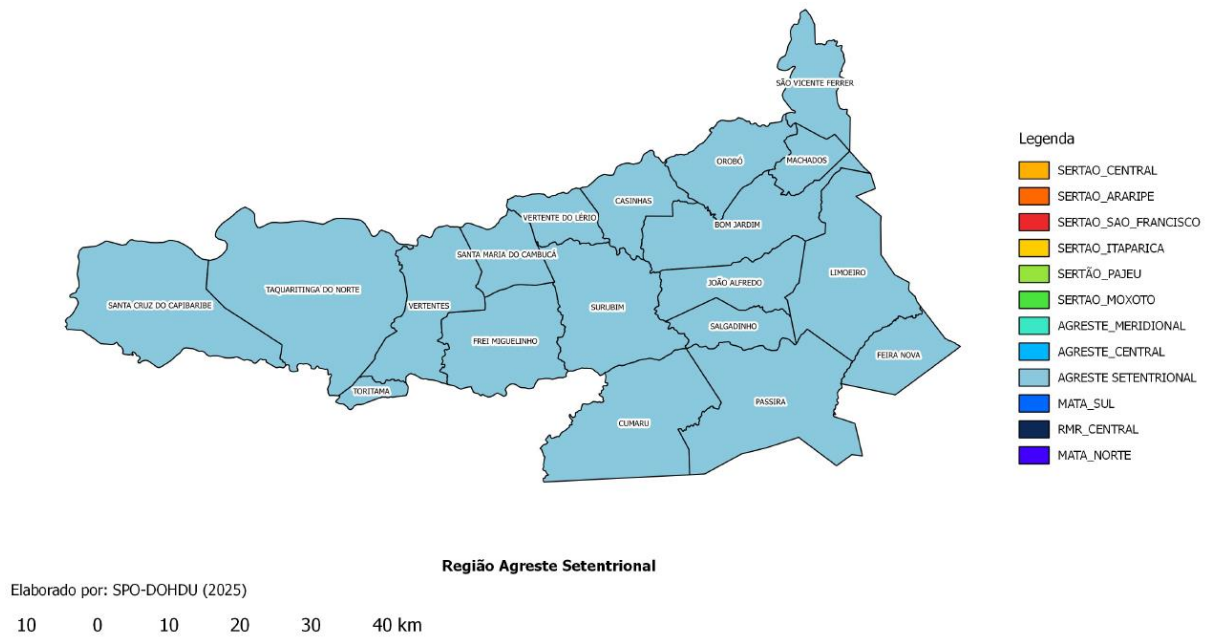 SÃO VICENTE FERRER
OROBÓ
MACHADOS
CASINHAS
VERTENTE DO LÉRIO
BOM JARDIM
SANTA MARIA DO CAMBUCÁ
LIMOEIRO
JOÃO ALFREDO
TAQUARITINGA DO NORTE
SANTA CRUZ DO CAPIBARIBE
VERTENTES
SURUBIM
SALGADINHO
FREI MIGUELINHO
FEIRA NOVA
TORITAMA
PASSIRA
CUMARU
Legenda
SERTAO_CENTRAL
SERTAO_ARARIPE
SERTAO_SAO_FRANCISCO
SERTAO_ITAPARICA
SERTÃO_PAJEU
SERTAO_MOXOTO
AGRESTE_MERIDIONAL
AGRESTE_CENTRAL
AGRESTE SETENTRIONAL
MATA_SUL
RMR_CENTRAL
MATA_NORTE
Região Agreste Setentrional
Elaborado por: SPO-DOHDU (2025)
10 0 10 20 30 40 km